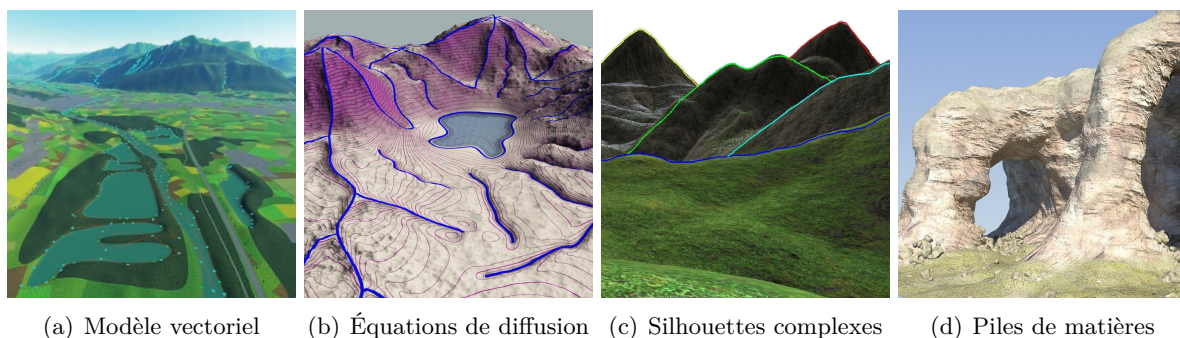 (a) Modèle vectoriel (b) Équations de diffusion (c) Silhouettes complexes (d) Piles de matières